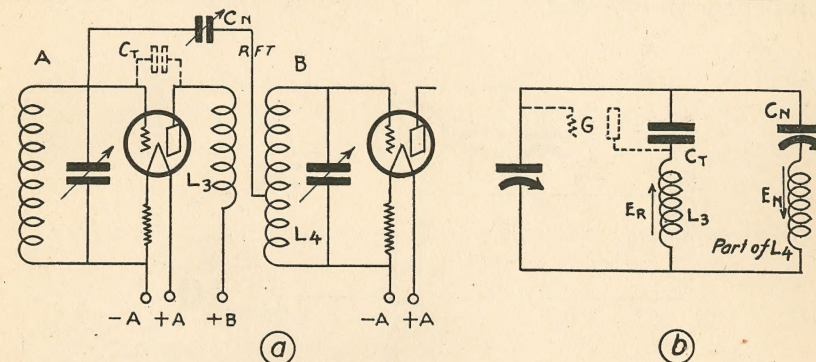 CN
CT
RFT
A
B
L3
L4
-A +A +B
-A +A
a
G
CN
CT
ER
L3
EN
Part of L4
b